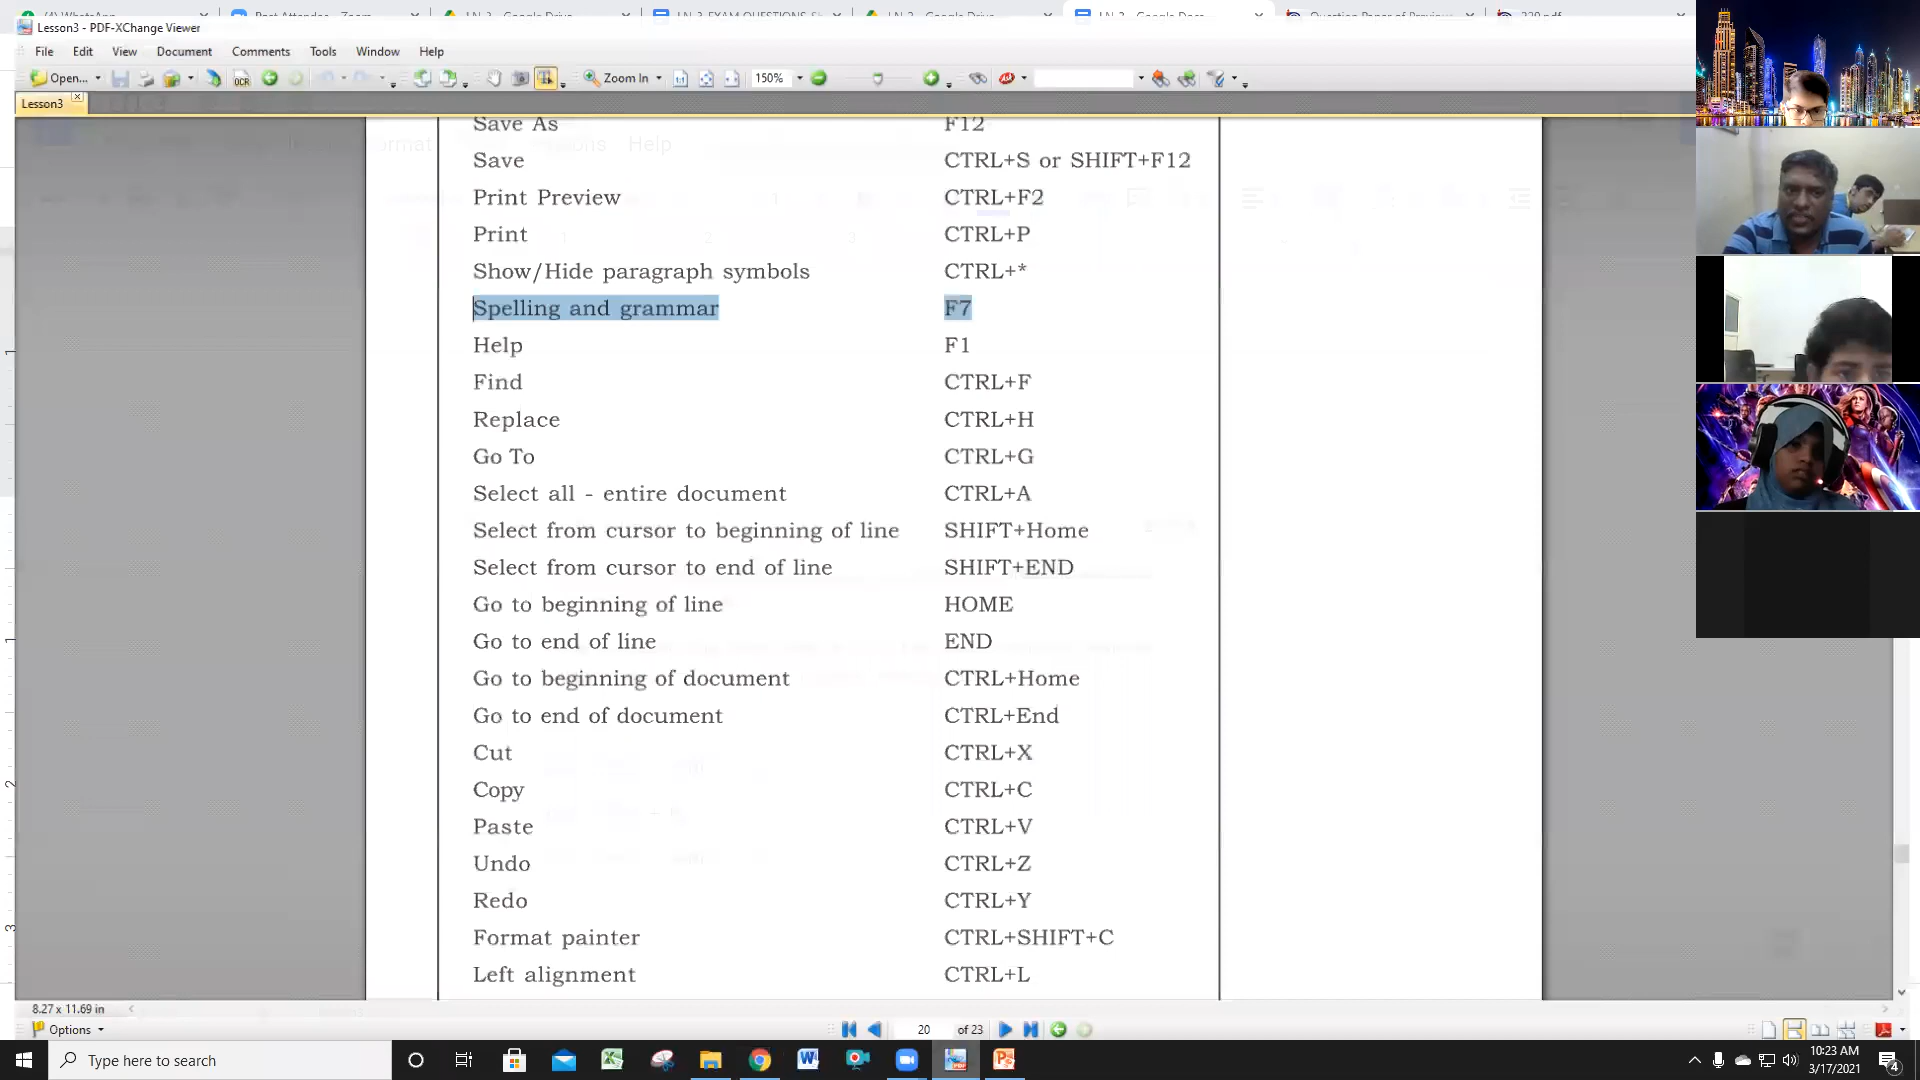 Lesson3 - PDF-XChange Viewer
File Edit View Document Comments Tools Window Help
Open... OCR Zoom In 150%
Lesson3
Save As F12
Save CTRL+S or SHIFT+F12
Print Preview CTRL+F2
Print CTRL+P
Show/Hide paragraph symbols CTRL+*
Spelling and grammar F7
Help F1
Find CTRL+F
Replace CTRL+H
Go To CTRL+G
Select all - entire document CTRL+A
Select from cursor to beginning of line SHIFT+Home
Select from cursor to end of line SHIFT+END
Go to beginning of line HOME
Go to end of line END
Go to beginning of document CTRL+Home
Go to end of document CTRL+End
Cut CTRL+X
Copy CTRL+C
Paste CTRL+V
Undo CTRL+Z
Redo CTRL+Y
Format painter CTRL+SHIFT+C
Left alignment CTRL+L
8.27 x 11.69 in
Options 20 of 23
Type here to search
10:23 AM
3/17/2021
4